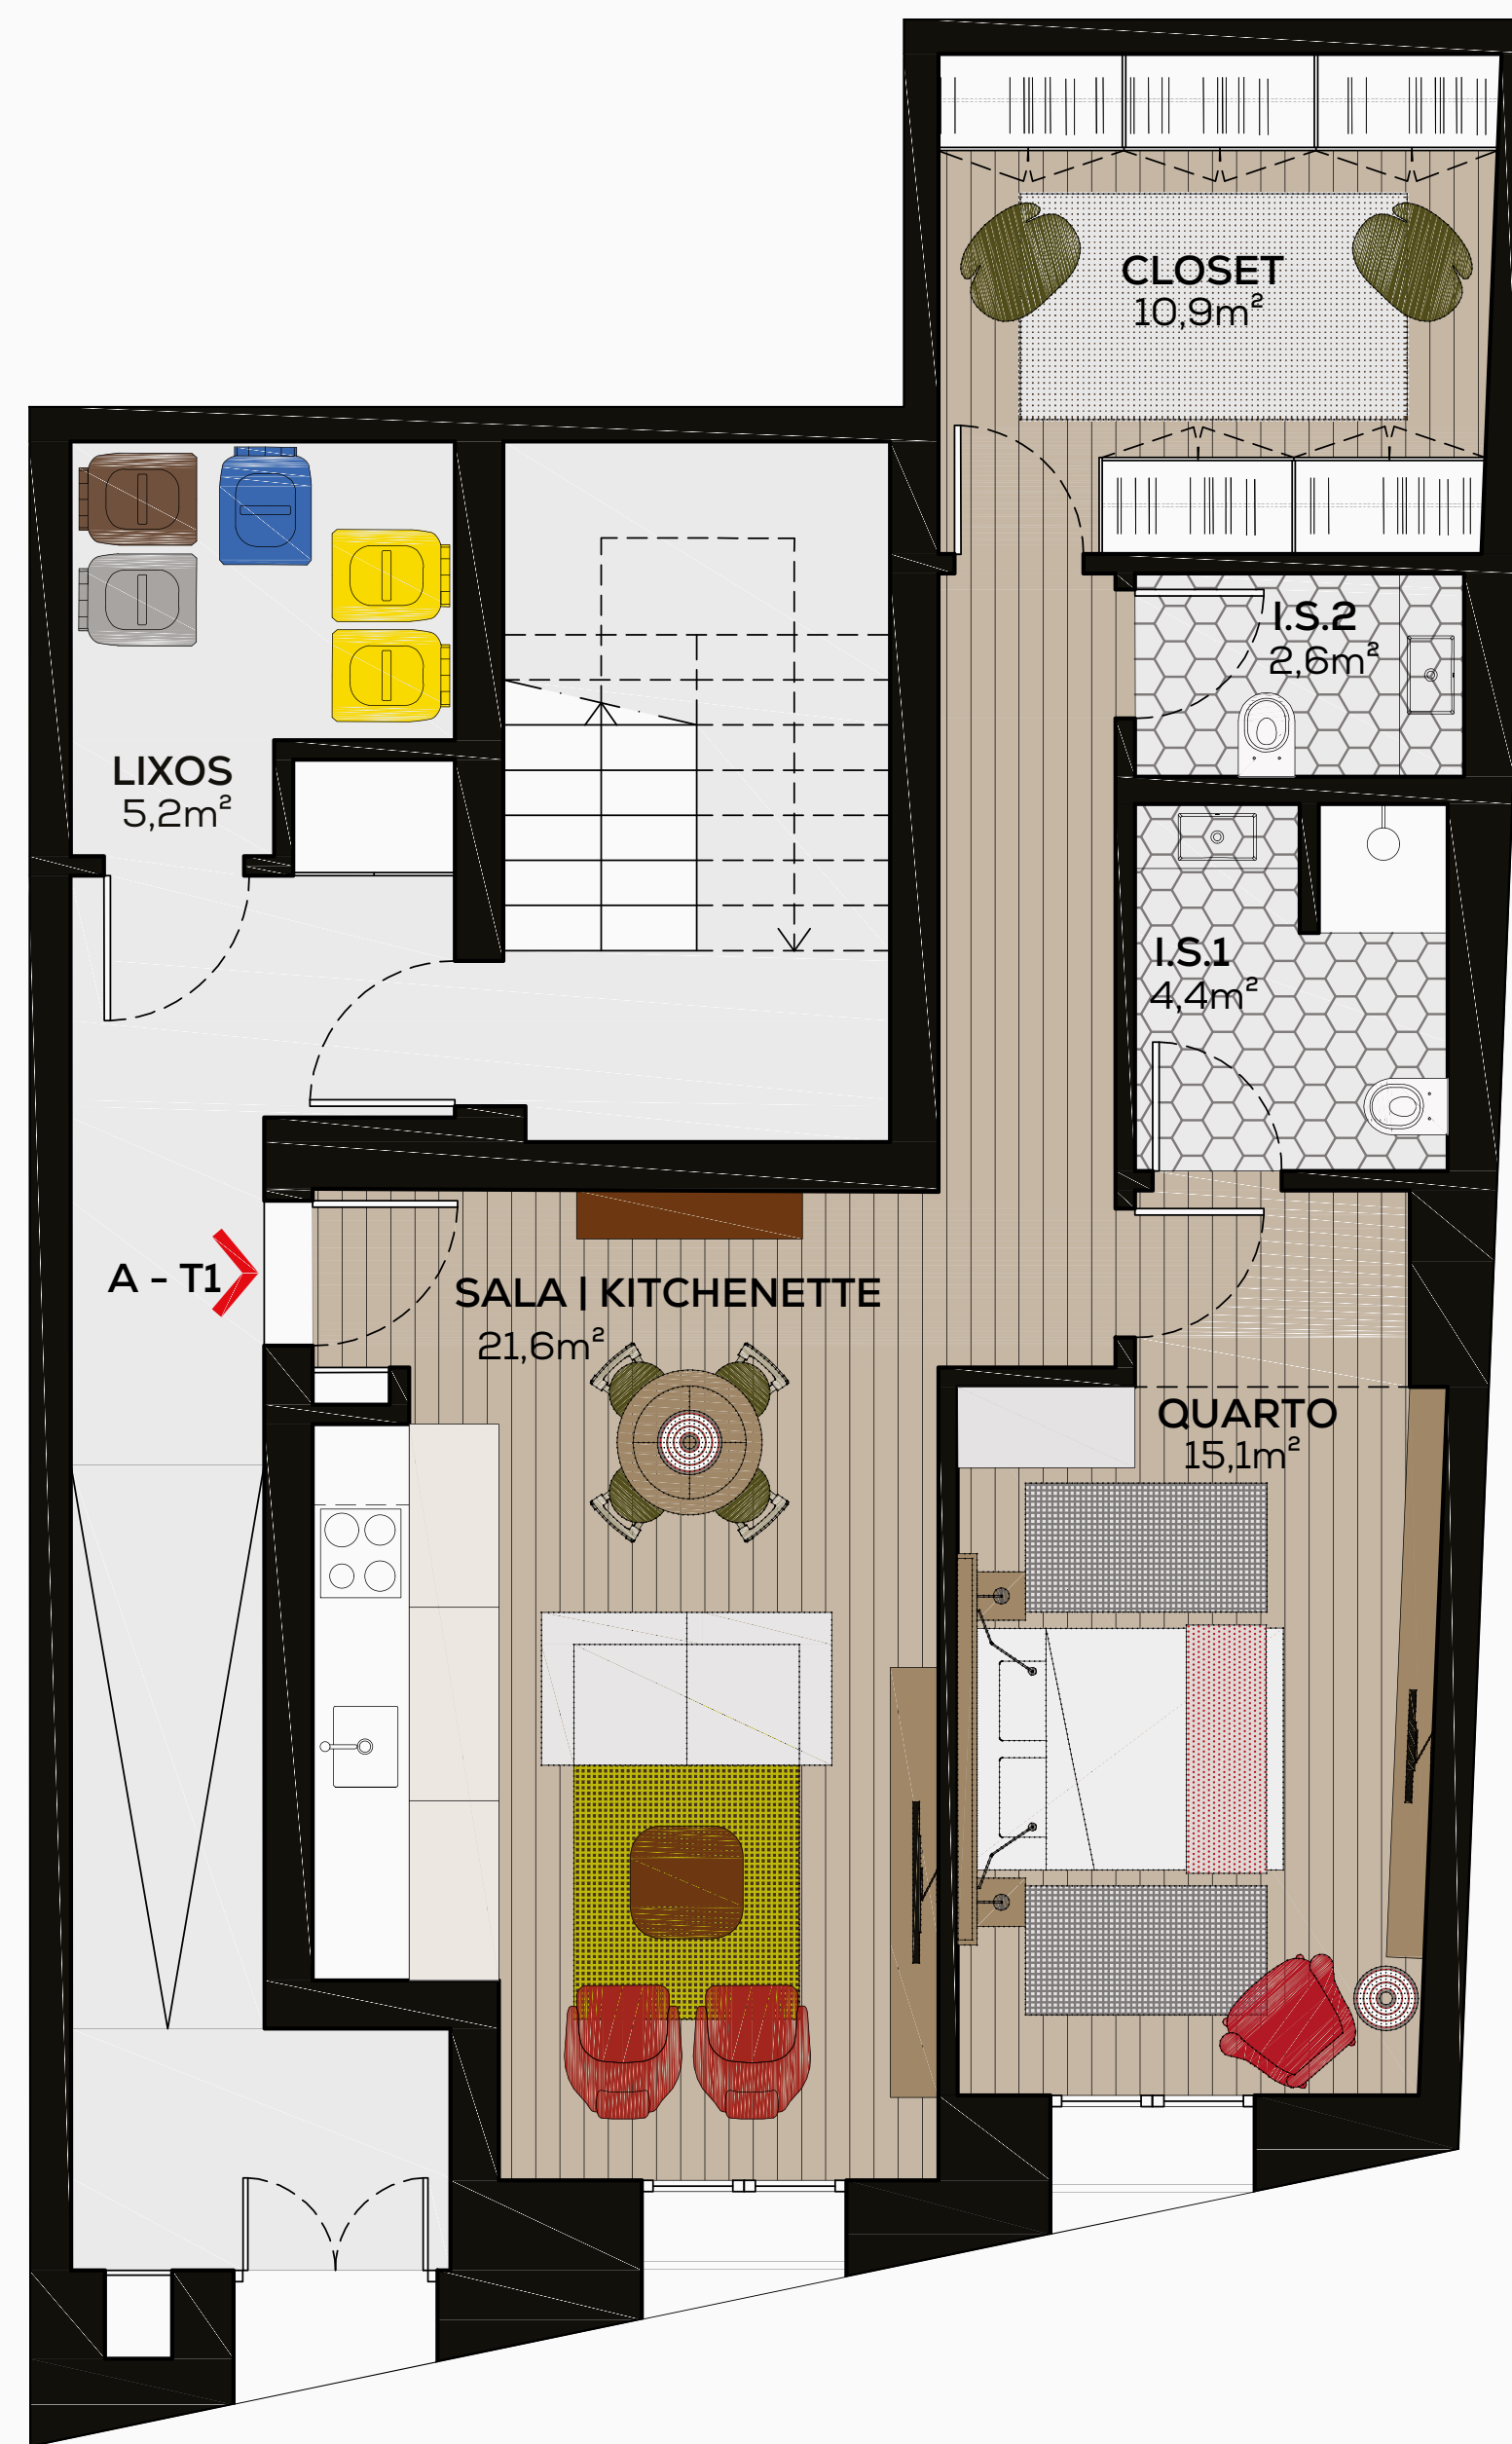 CLOSET
10,9m²
I.S.2
2,6m²
LIXOS
5,2m²
I.S.1
4,4m²
A - T1
SALA | KITCHENETTE
21,6m²
QUARTO
15,1m²